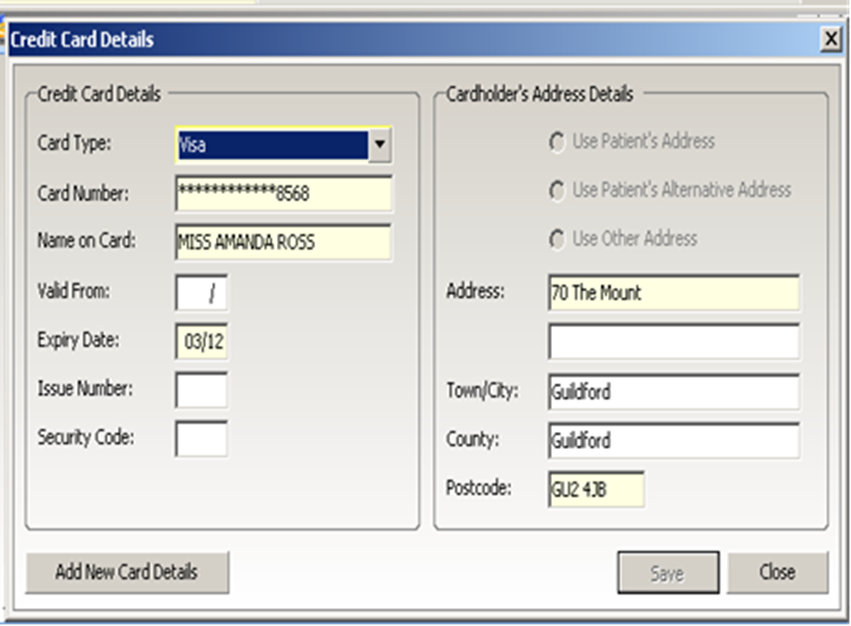 Credit Card Details
X
Credit Card Details
Card Type: Visa
Card Number: ************8568
Name on Card: MISS AMANDA ROSS
Valid From: /
Expiry Date: 03/12
Issue Number:
Security Code:
Cardholder's Address Details
Use Patient's Address
Use Patient's Alternative Address
Use Other Address
Address: 70 The Mount
Town/City: Guildford
County: Guildford
Postcode: GU2 4JB
Add New Card Details
Save
Close